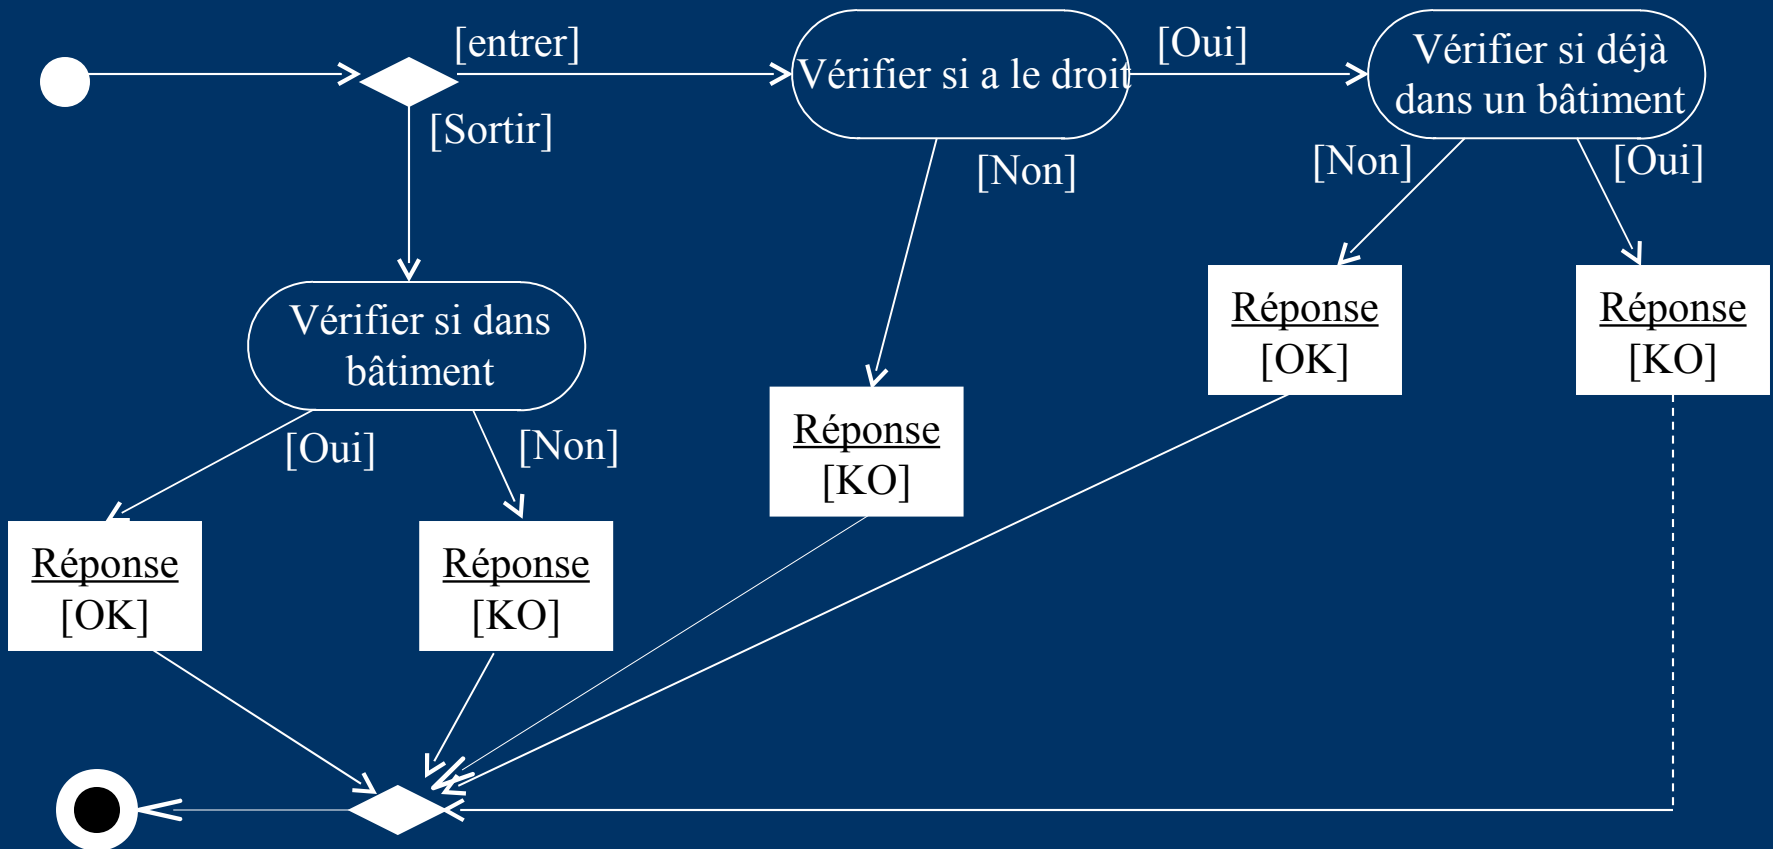 [entrer]
Vérifier si a le droit
[Oui]
Vérifier si déjà
dans un bâtiment
[Sortir]
[Non]
[Non]
[Oui]
Vérifier si dans
bâtiment
Réponse
[OK]
Réponse
[KO]
Réponse
[KO]
[Oui]
[Non]
Réponse
[OK]
Réponse
[KO]